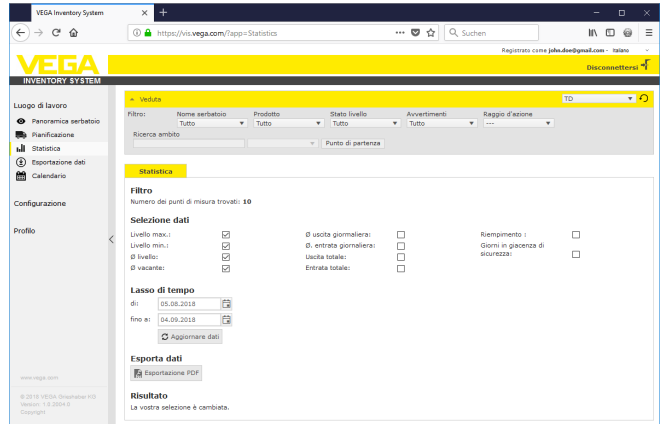 VEGA Inventory System
https://vis.vega.com/?app=Statistics
Suchen
Registrato come john.doe@gmail.com - Italiano
VEGA
Disconnettersi
INVENTORY SYSTEM
Luogo di lavoro
Panoramica serbatoio
Pianificazione
Statistica
Esportazione dati
Calendario
Configurazione
Profilo
Veduta
TD
Filtro: Nome serbatoio Prodotto Stato livello Avvertimenti Raggio d'azione
Tutto Tutto Tutto Tutto ---
Ricerca ambito
Punto di partenza
Statistica
Filtro
Numero dei punti di misura trovati: 10
Selezione dati
Livello max.: Ø uscita giornaliera: Riempimento :
Livello min.: Ø. entrata giornaliera: Giorni in giacenza di
Ø livello: Uscita totale: sicurezza:
Ø vacante: Entrata totale:
Lasso di tempo
di: 05.08.2018
fino a: 04.09.2018
Aggiornare dati
Esporta dati
Esportazione PDF
Risultato
La vostra selezione è cambiata.
www.vega.com
© 2018 VEGA Grieshaber KG
Copyright